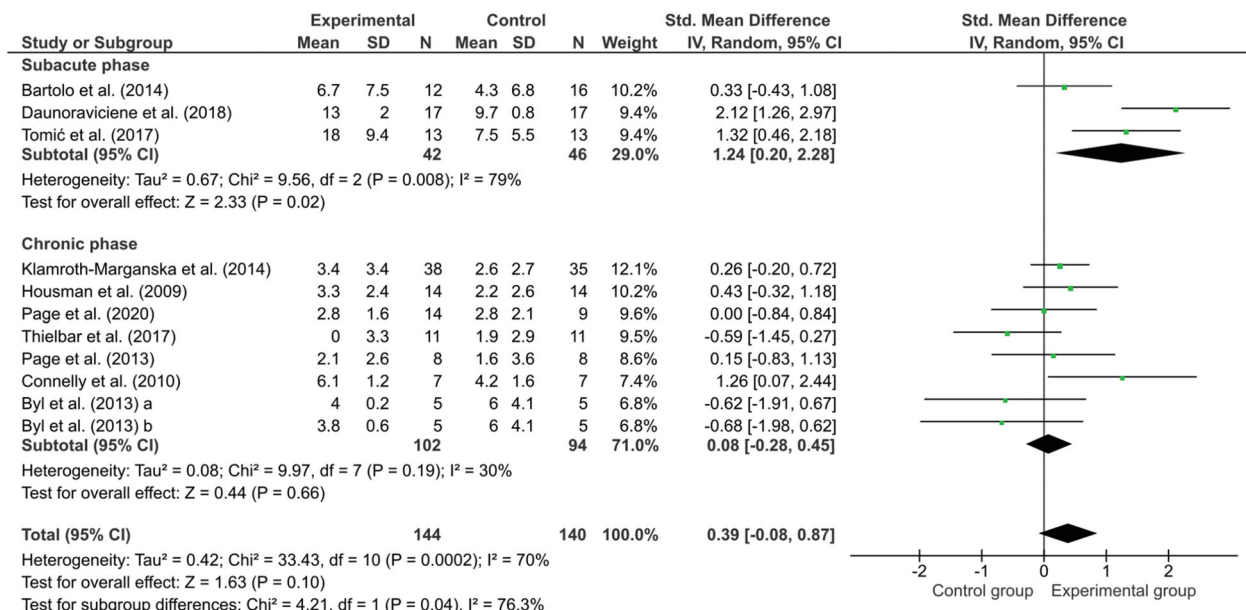 Experimental Control Std. Mean Difference Std. Mean Difference
Study or Subgroup Mean SD N Mean SD N Weight IV, Random, 95% CI IV, Random, 95% CI
Subacute phase
Bartolo et al. (2014) 6.7 7.5 12 4.3 6.8 16 10.2% 0.33 [-0.43, 1.08]
Daunoraviciene et al. (2018) 13 2 17 9.7 0.8 17 9.4% 2.12 [1.26, 2.97]
Tomić et al. (2017) 18 9.4 13 7.5 5.5 13 9.4% 1.32 [0.46, 2.18]
Subtotal (95% CI) 42 46 29.0% 1.24 [0.20, 2.28]
Heterogeneity: Tau² = 0.67; Chi² = 9.56, df = 2 (P = 0.008); I² = 79%
Test for overall effect: Z = 2.33 (P = 0.02)
Chronic phase
Klamroth-Marganska et al. (2014) 3.4 3.4 38 2.6 2.7 35 12.1% 0.26 [-0.20, 0.72]
Housman et al. (2009) 3.3 2.4 14 2.2 2.6 14 10.2% 0.43 [-0.32, 1.18]
Page et al. (2020) 2.8 1.6 14 2.8 2.1 9 9.6% 0.00 [-0.84, 0.84]
Thielbar et al. (2017) 0 3.3 11 1.9 2.9 11 9.5% -0.59 [-1.45, 0.27]
Page et al. (2013) 2.1 2.6 8 1.6 3.6 8 8.6% 0.15 [-0.83, 1.13]
Connelly et al. (2010) 6.1 1.2 7 4.2 1.6 7 7.4% 1.26 [0.07, 2.44]
Byl et al. (2013) a 4 0.2 5 6 4.1 5 6.8% -0.62 [-1.91, 0.67]
Byl et al. (2013) b 3.8 0.6 5 6 4.1 5 6.8% -0.68 [-1.98, 0.62]
Subtotal (95% CI) 102 94 71.0% 0.08 [-0.28, 0.45]
Heterogeneity: Tau² = 0.08; Chi² = 9.97, df = 7 (P = 0.19); I² = 30%
Test for overall effect: Z = 0.44 (P = 0.66)
Total (95% CI) 144 140 100.0% 0.39 [-0.08, 0.87]
Heterogeneity: Tau² = 0.42; Chi² = 33.43, df = 10 (P = 0.0002); I² = 70%
Test for overall effect: Z = 1.63 (P = 0.10)
Test for subgroup differences: Chi² = 4.21, df = 1 (P = 0.04), I² = 76.3%
-2 -1 0 1 2
Control group Experimental group